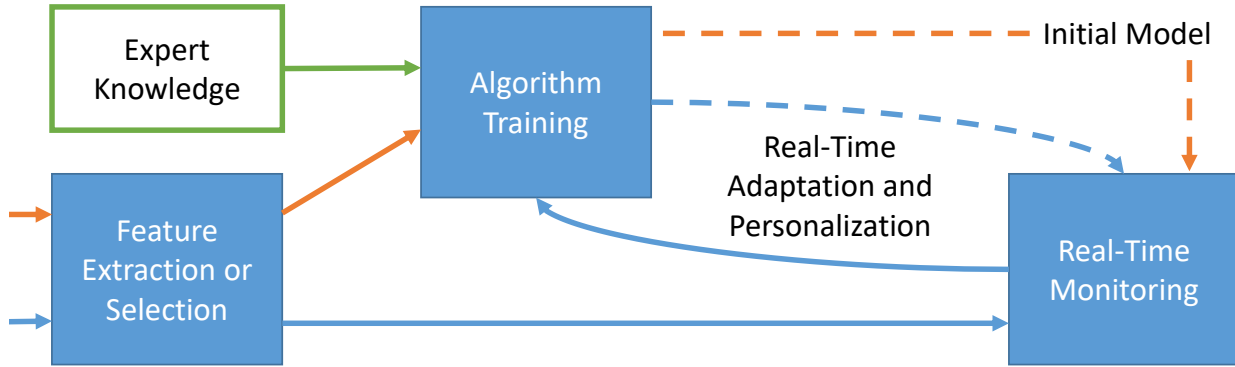 Expert
Knowledge
Algorithm
Training
Initial Model
Real-Time
Adaptation and
Personalization
Feature
Extraction or
Selection
Real-Time
Monitoring